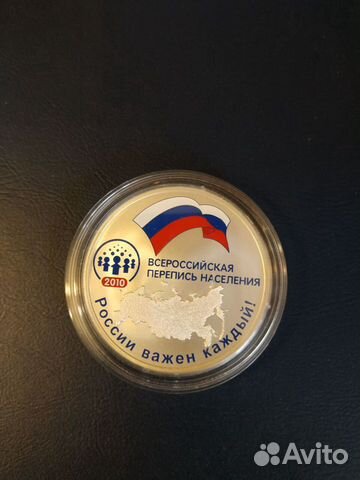 ВСЕРОССИЙСКАЯ
ПЕРЕПИСЬ НАСЕЛЕНИЯ
2010
России важен каждый!
Avito